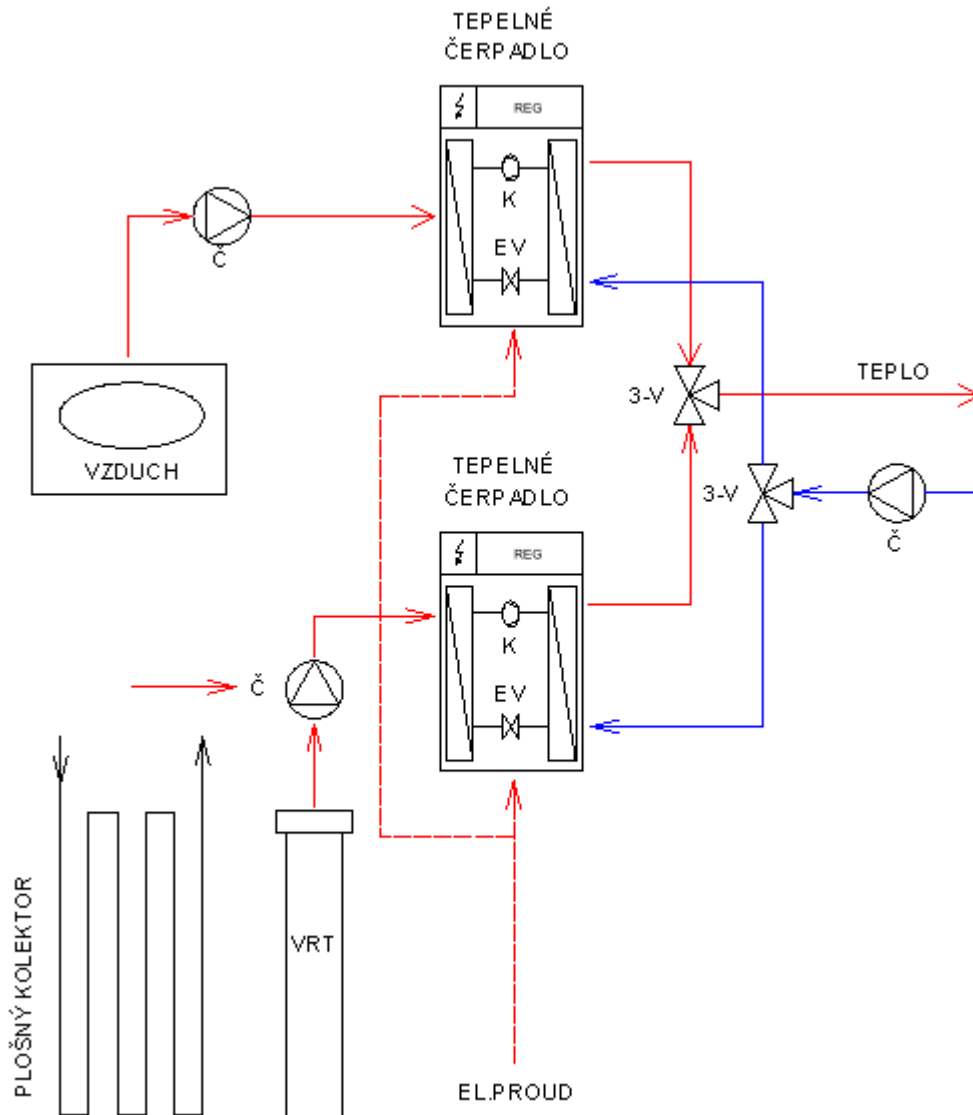 TEPELNÉ
ČERPADLO
REG
K
Č
EV
TEPLO
3-V
VZDUCH
TEPELNÉ
ČERPADLO
3-V
Č
REG
K
Č
EV
PLOŠNÝ KOLEKTOR
VRT
EL.PROUD